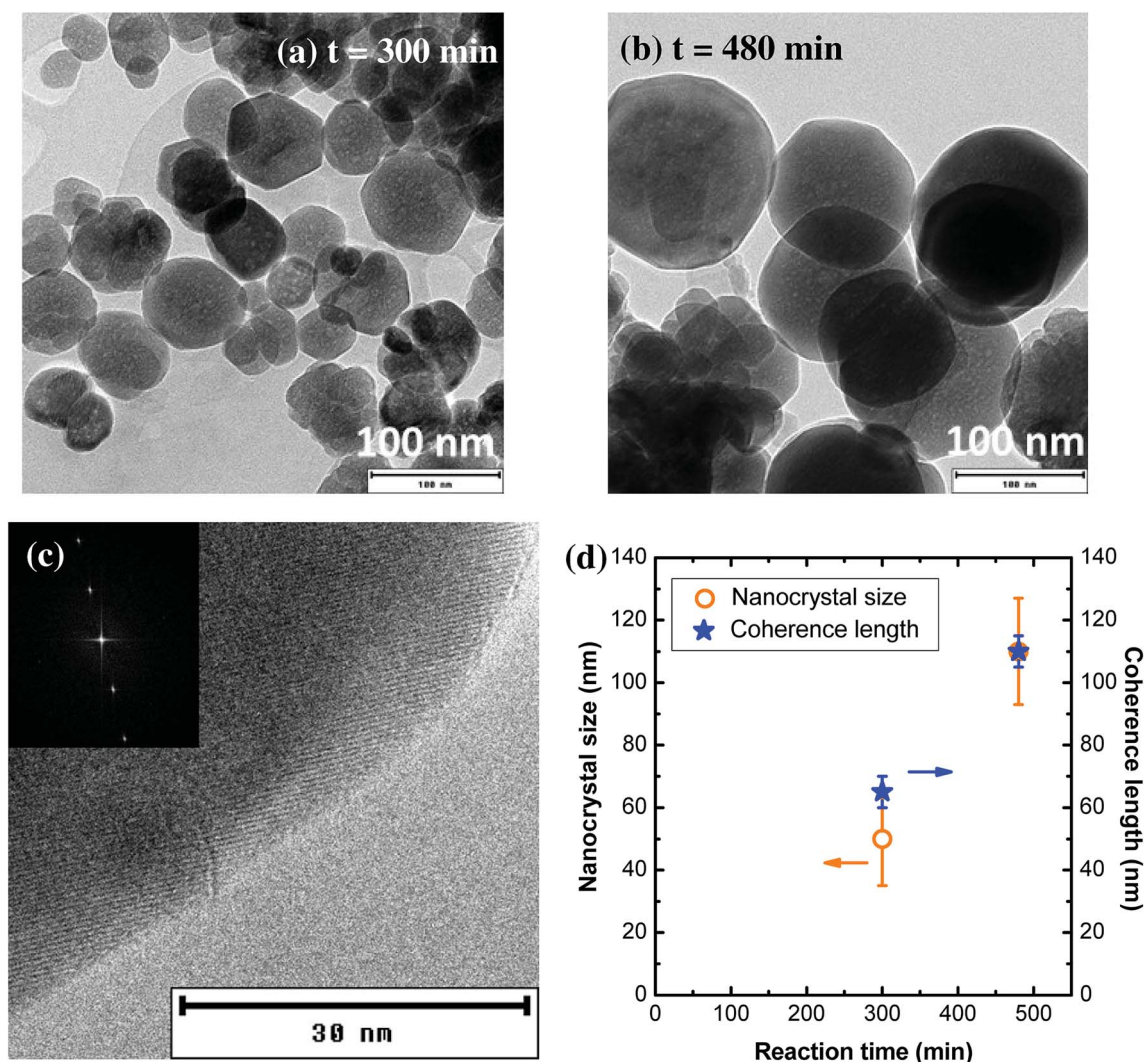 (a) t = 300 min
100 nm
100 nm
(b) t = 480 min
100 nm
100 nm
(c)
30 nm
(d)
Nanocrystal size
Coherence length
140
120
100
80
60
40
20
0
Nanocrystal size (nm)
140
120
100
80
60
40
20
0
Coherence length (nm)
0
100
200
300
400
500
Reaction time (min)